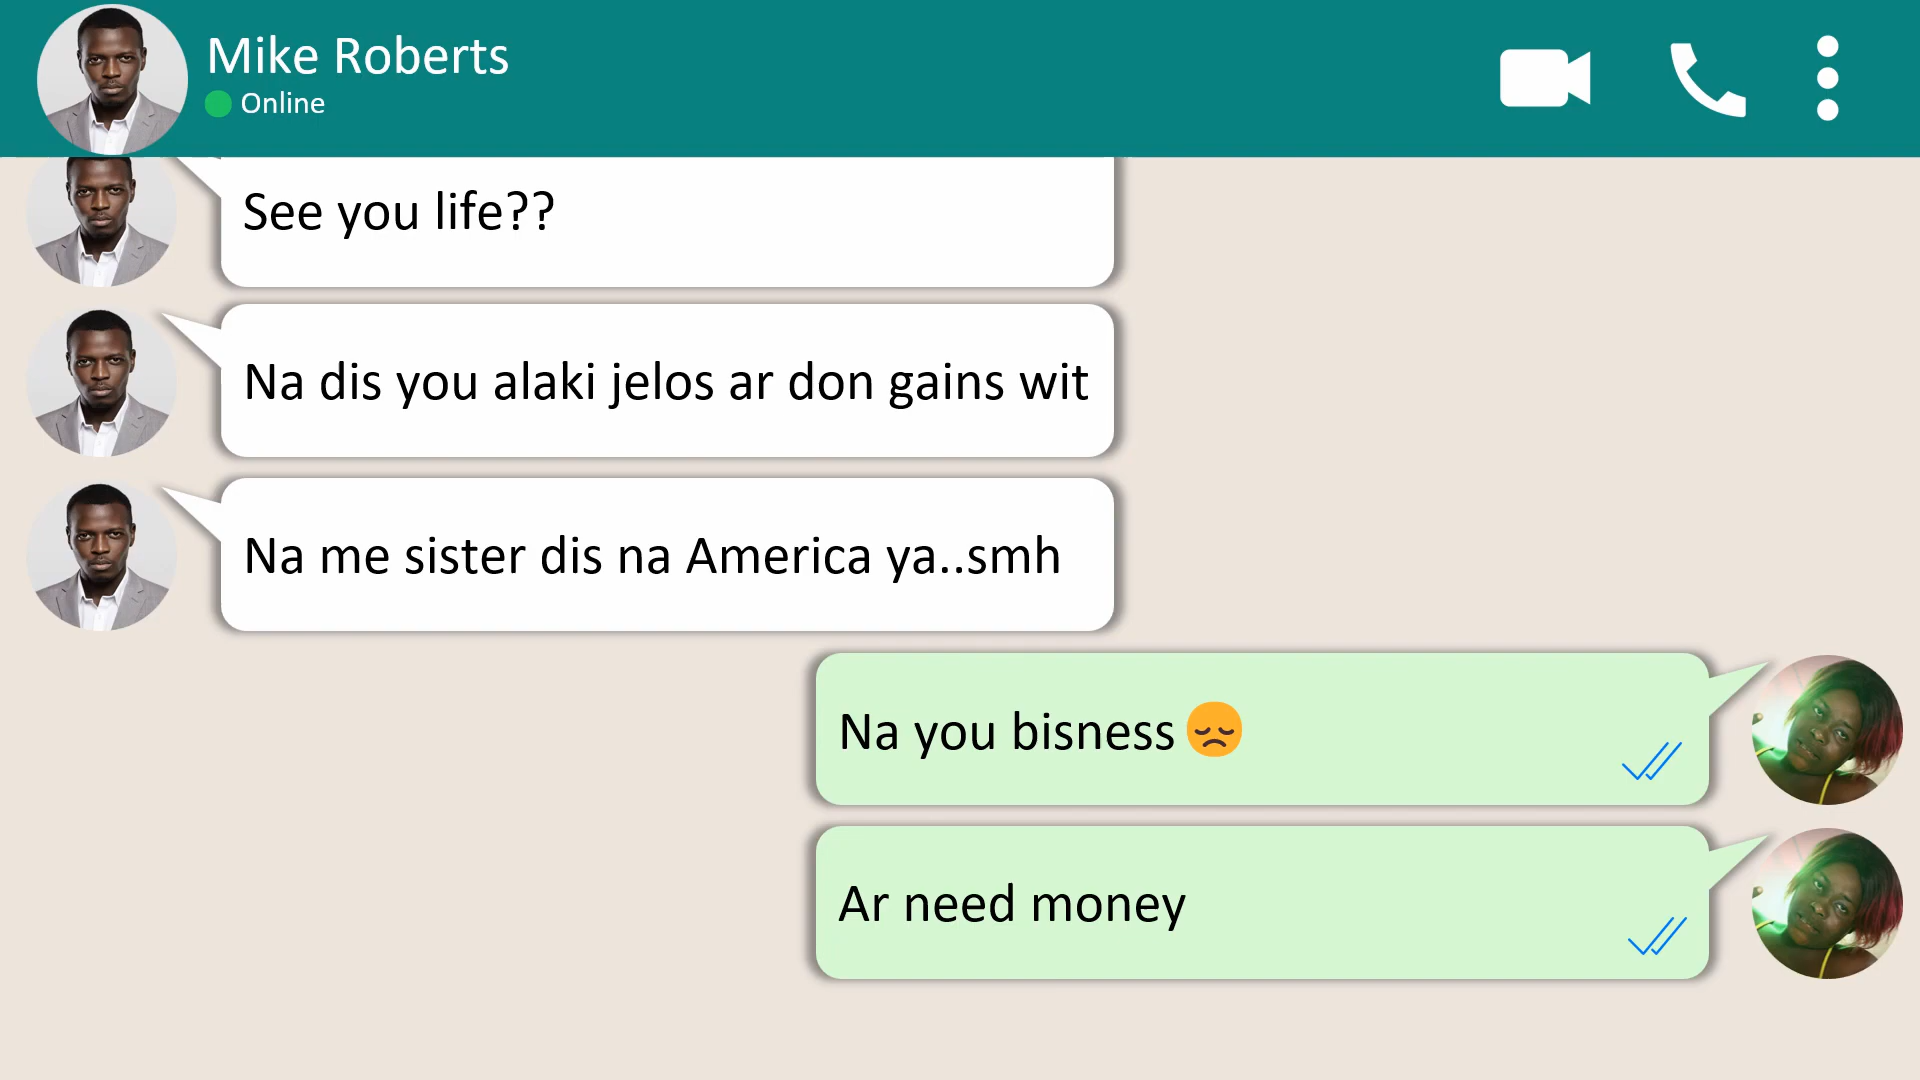 Mike Roberts
Online
See you life??
Na dis you alaki jelos ar don gains wit
Na me sister dis na America ya..smh
Na you bisness😞
Ar need money